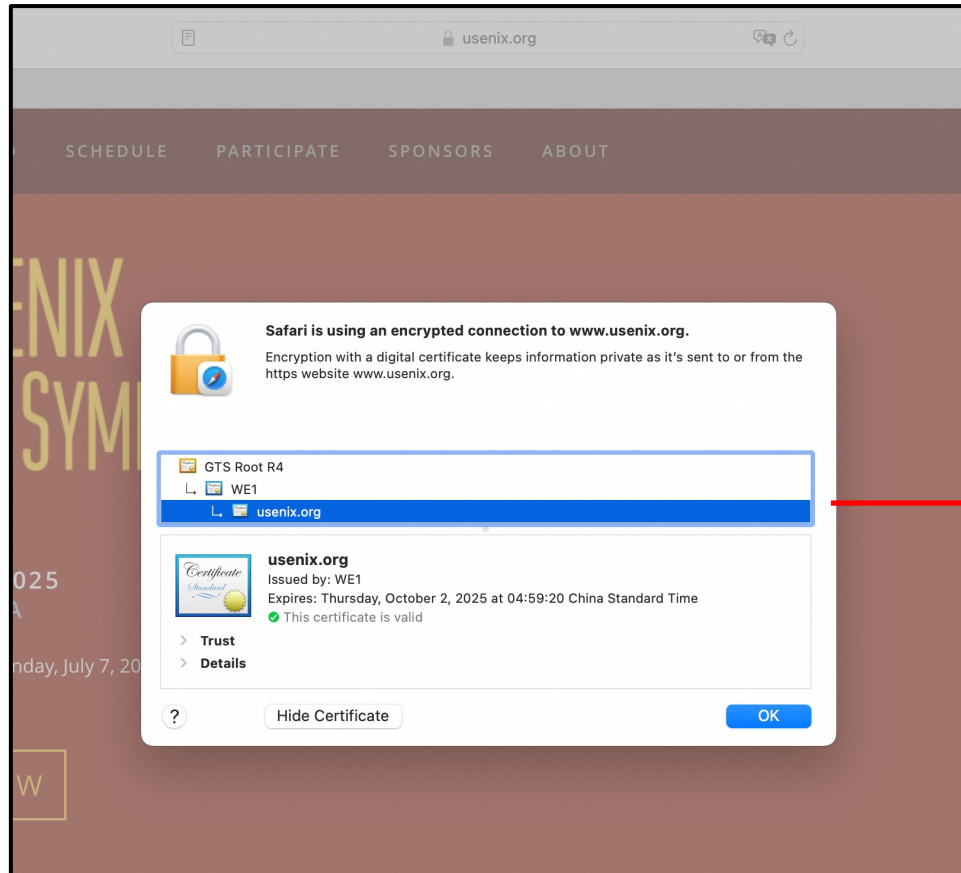 usenix.org
SCHEDULE PARTICIPATE SPONSORS ABOUT
ENIX
SYM
Safari is using an encrypted connection to www.usenix.org.
Encryption with a digital certificate keeps information private as it's sent to or from the
https website www.usenix.org.
GTS Root R4
WE1
usenix.org
025
A
Certificate
Standard
usenix.org
Issued by: WE1
Expires: Thursday, October 2, 2025 at 04:59:20 China Standard Time
This certificate is valid
Trust
nday, July 7, 20
Details
? Hide Certificate OK
W